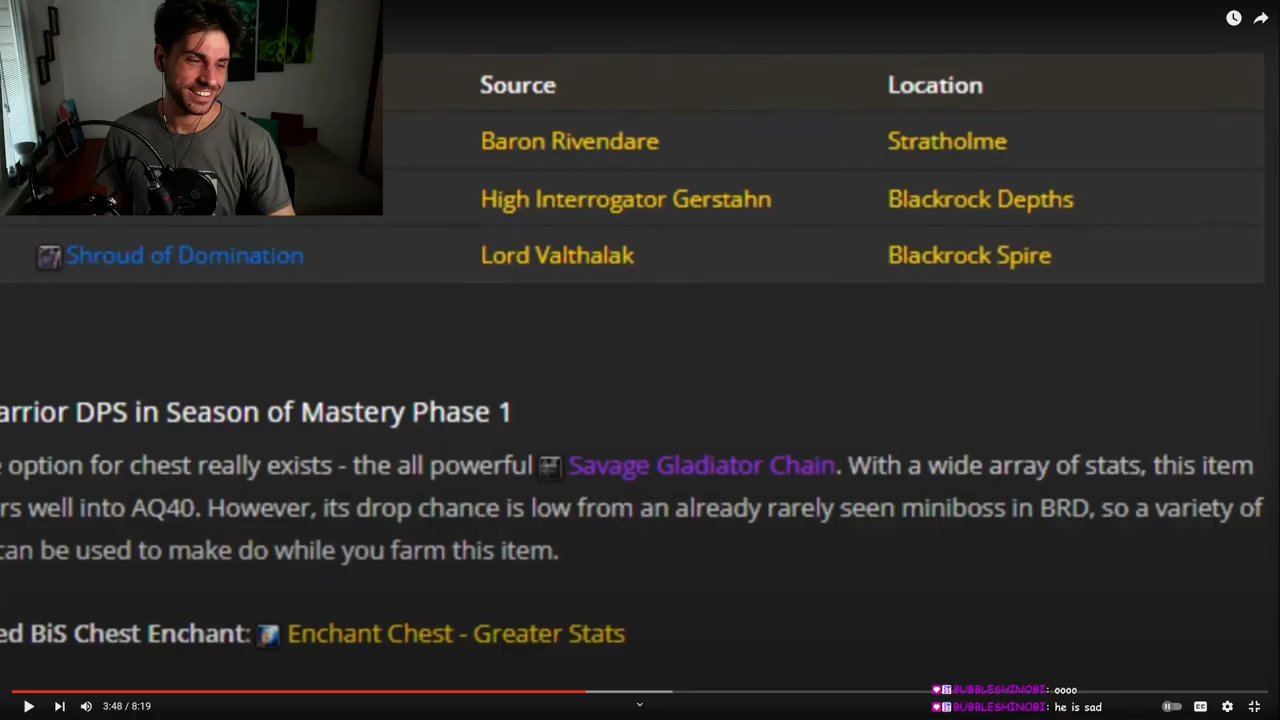 Source Location
Baron Rivendare Stratholme
High Interrogator Gerstahn Blackrock Depths
Shroud of Domination Lord Valthalak Blackrock Spire
arrior DPS in Season of Mastery Phase 1
option for chest really exists - the all powerful Savage Gladiator Chain. With a wide array of stats, this item
rs well into AQ40. However, its drop chance is low from an already rarely seen miniboss in BRD, so a variety of
can be used to make do while you farm this item.
ed BiS Chest Enchant: Enchant Chest - Greater Stats
BUBBLESHINOBI: oooo
3:48 / 8:19 BUBBLESHINOBI: he is sad